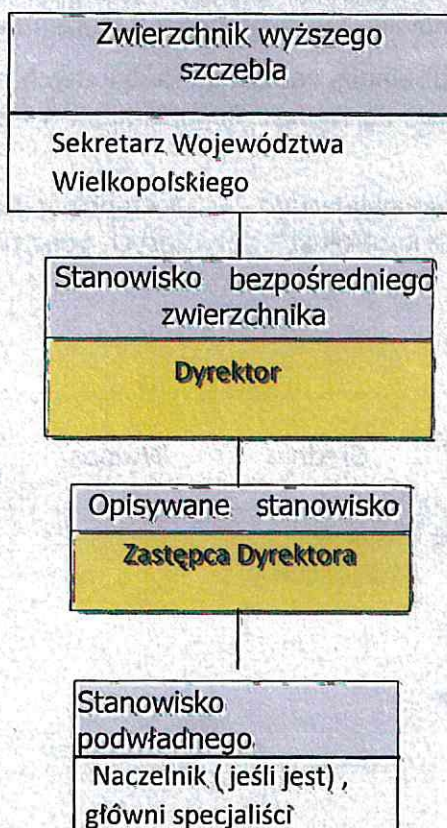 Zwierzchnik wyższego
szczebla
Sekretarz Województwa
Wielkopolskiego
Stanowisko bezpośredniego
zwierzchnika
Dyrektor
Opisywane stanowisko
Zastępca Dyrektora
Stanowisko
podwładnego
Naczelnik ( jeśli jest) ,
główni specjaliści